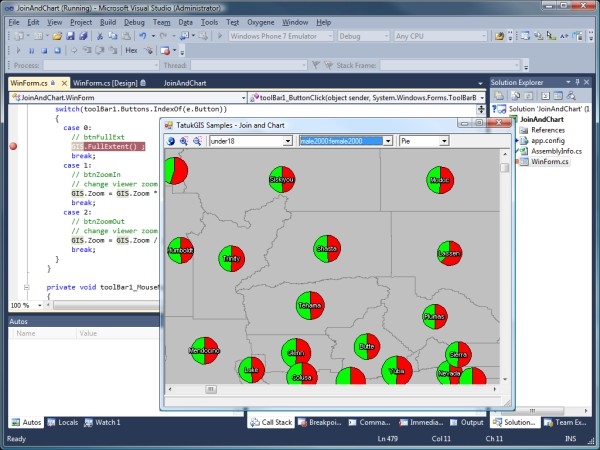 JoinAndChart (Running) - Microsoft Visual Studio (Administrator)
File Edit View Project Build Debug Team Data Tools Test Oxygene Window Help
Windows Phone 7 Emulator Debug Any CPU
Process: Thread:
WinForm.cs WinForm.cs [Design] JoinAndChart
JoinAndChart.WinForm toolBar1_ButtonClick(object sender, System.Windows.Forms.ToolBarB
switch(toolBar1.Buttons.IndexOf(e.Button))
{
case 0:
// btnFullExt
GIS.FullExtent() ;
break;
case 1:
// btnZoomIn
// change viewer zoom
GIS.Zoom = GIS.Zoom *
break;
case 2:
// btnZoomOut
// change viewer zoom
GIS.Zoom = GIS.Zoom /
break;
}
}
private void toolBar1_Mouse
100 %
Solution Explorer
Solution 'JoinAndChart' (1
JoinAndChart
References
app.config
AssemblyInfo.cs
WinForm.cs
TatukGIS Samples - Join and Chart
under18 male2000:female2000 Pie
Siskiyou
Modoc
Humboldt
Trinity
Shasta
Lassen
Tehama
Plumas
Mendocino
Glenn
Butte
Sierra
Lake
Colusa
Yuba
Nevada
Autos
Name Value
Autos Locals Watch 1
Call Stack Breakpoi... Comma... Immedia... Output
Solution... Team Ex...
Ready Ln 479 Col 11 Ch 11 INS